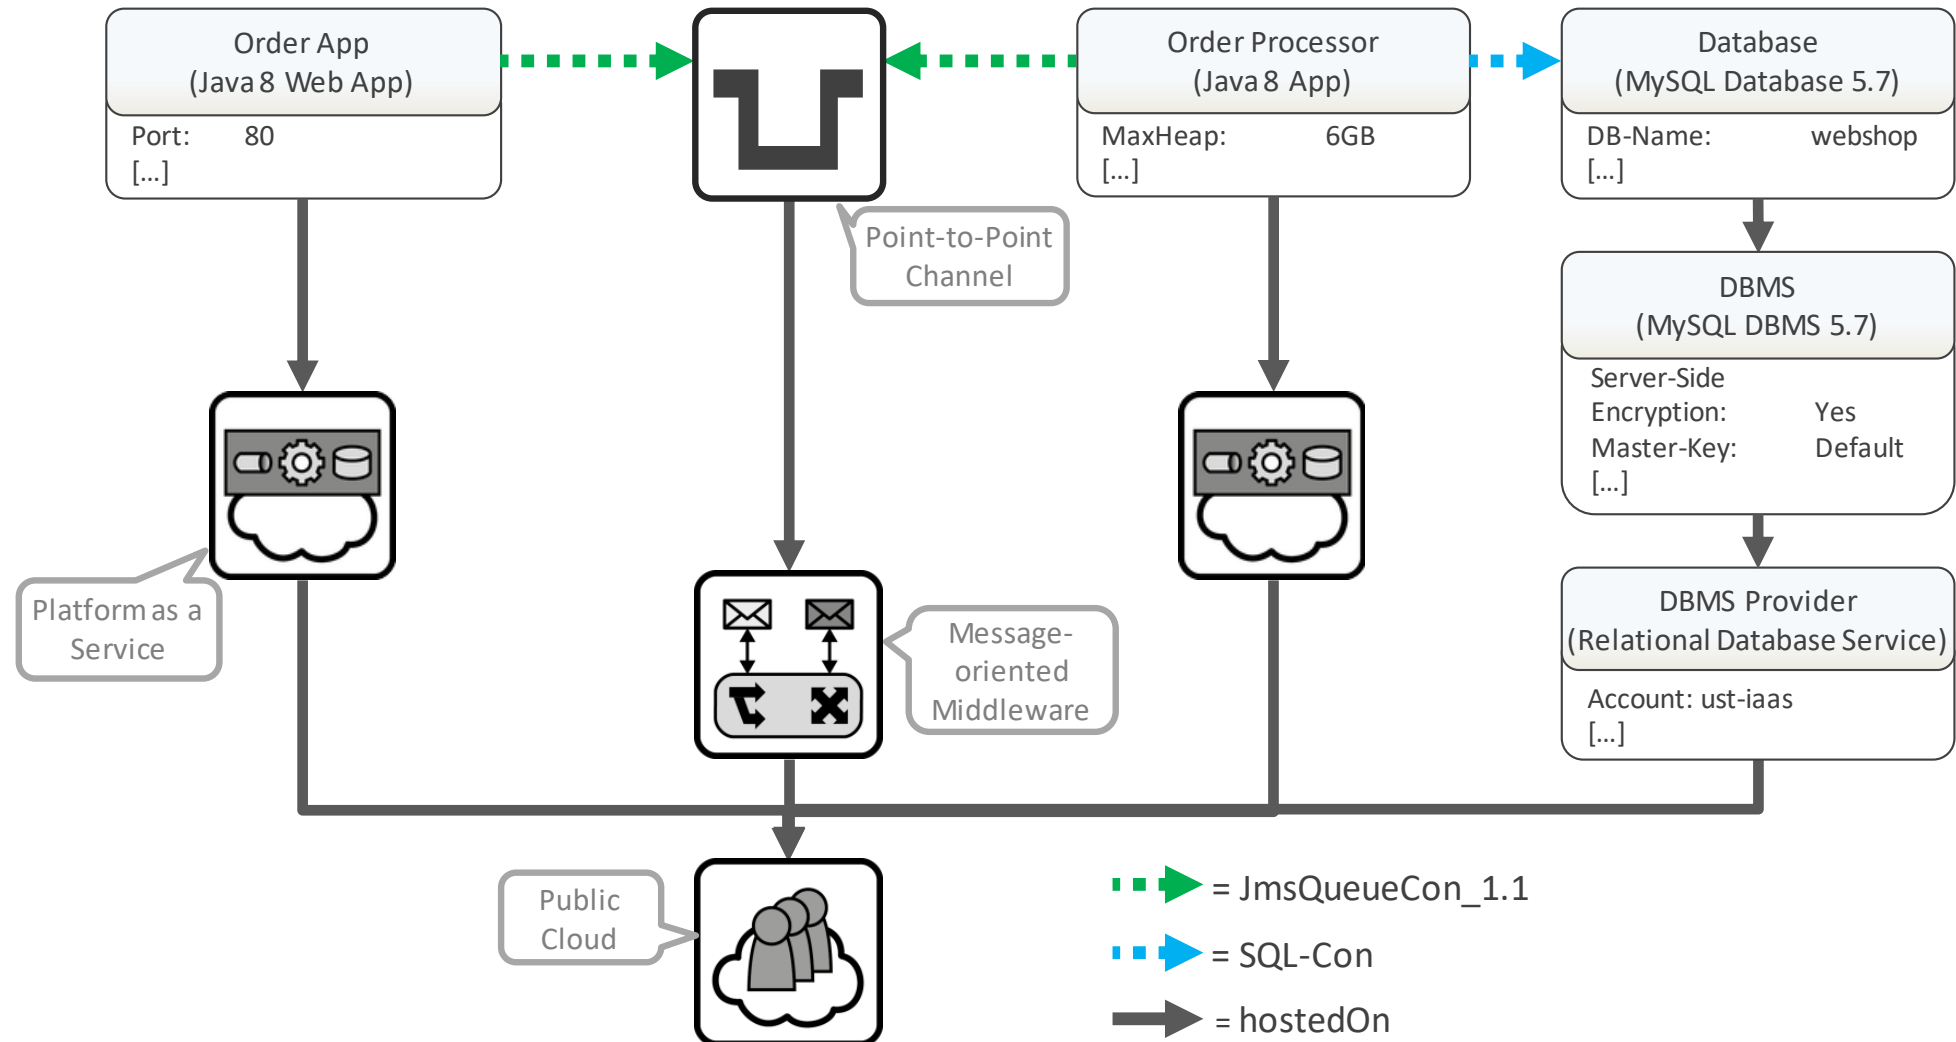 Order App
(Java 8 Web App)
Port: 80
[...]
Order Processor
(Java 8 App)
MaxHeap: 6GB
[...]
Database
(MySQL Database 5.7)
DB-Name: webshop
[...]
Point-to-Point
Channel
DBMS
(MySQL DBMS 5.7)
Server-Side
Encryption: Yes
Master-Key: Default
[...]
Platform as a
Service
Message-
oriented
Middleware
DBMS Provider
(Relational Database Service)
Account: ust-iaas
[...]
Public
Cloud
= JmsQueueCon_1.1
= SQL-Con
= hostedOn